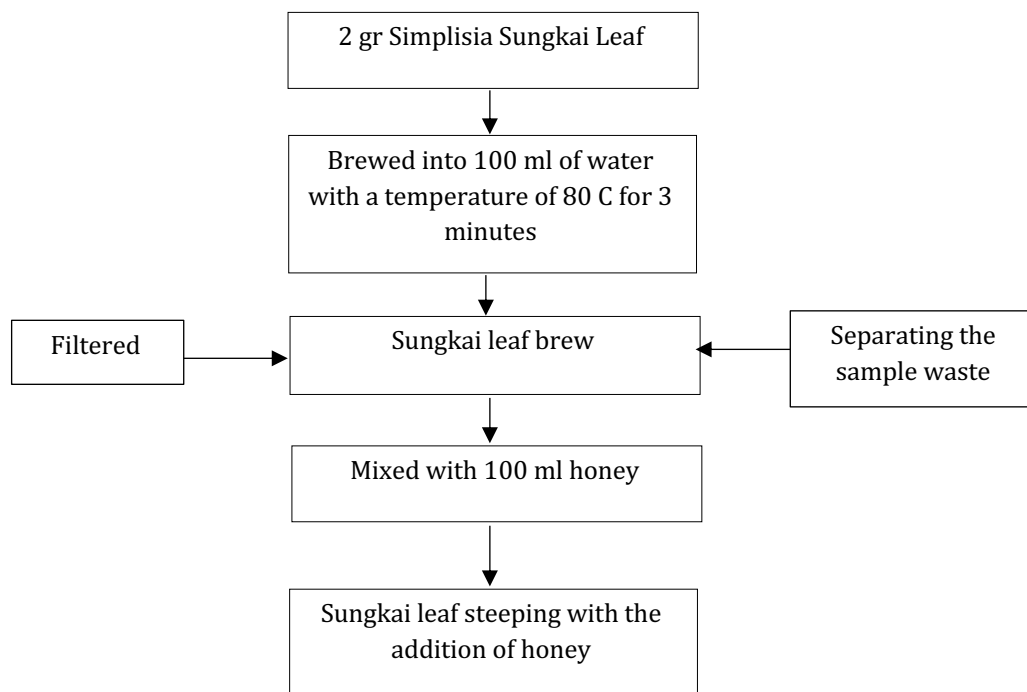 2 gr Simplisia Sungkai Leaf
Brewed into 100 ml of water
with a temperature of 80 C for 3
minutes
Filtered
Sungkai leaf brew
Separating the
sample waste
Mixed with 100 ml honey
Sungkai leaf steeping with the
addition of honey